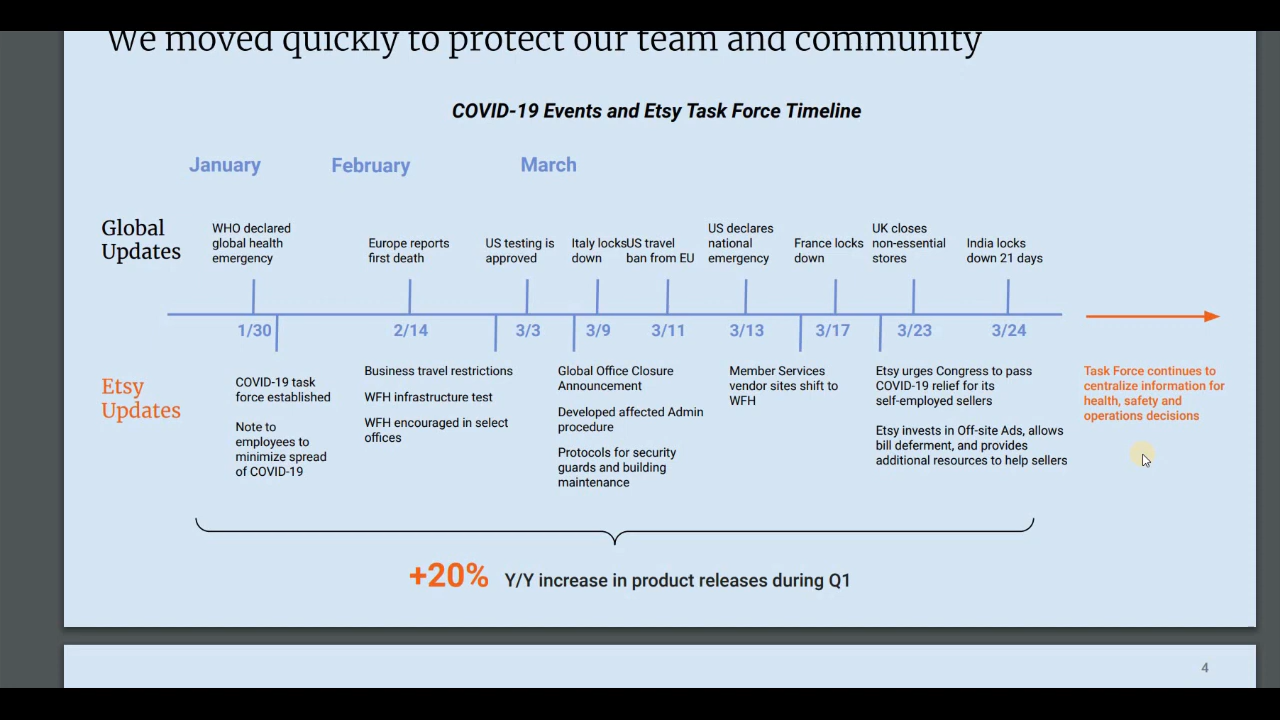 We moved quickly to protect our team and community
COVID-19 Events and Etsy Task Force Timeline
January
February
March
Global
Updates
WHO declared
global health
emergency
Europe reports
first death
US testing is
approved
Italy locks
down
US travel
ban from EU
US declares
national
emergency
France locks
down
UK closes
non-essential
stores
India locks
down 21 days
1/30
2/14
3/3
3/9
3/11
3/13
3/17
3/23
3/24
Etsy
Updates
COVID-19 task
force established
Note to
employees to
minimize spread
of COVID-19
Business travel restrictions
WFH infrastructure test
WFH encouraged in select
offices
Global Office Closure
Announcement
Developed affected Admin
procedure
Protocols for security
guards and building
maintenance
Member Services
vendor sites shift to
WFH
Etsy urges Congress to pass
COVID-19 relief for its
self-employed sellers
Etsy invests in Off-site Ads, allows
bill deferment, and provides
additional resources to help sellers
Task Force continues to
centralize information for
health, safety and
operations decisions
+20% Y/Y increase in product releases during Q1
4